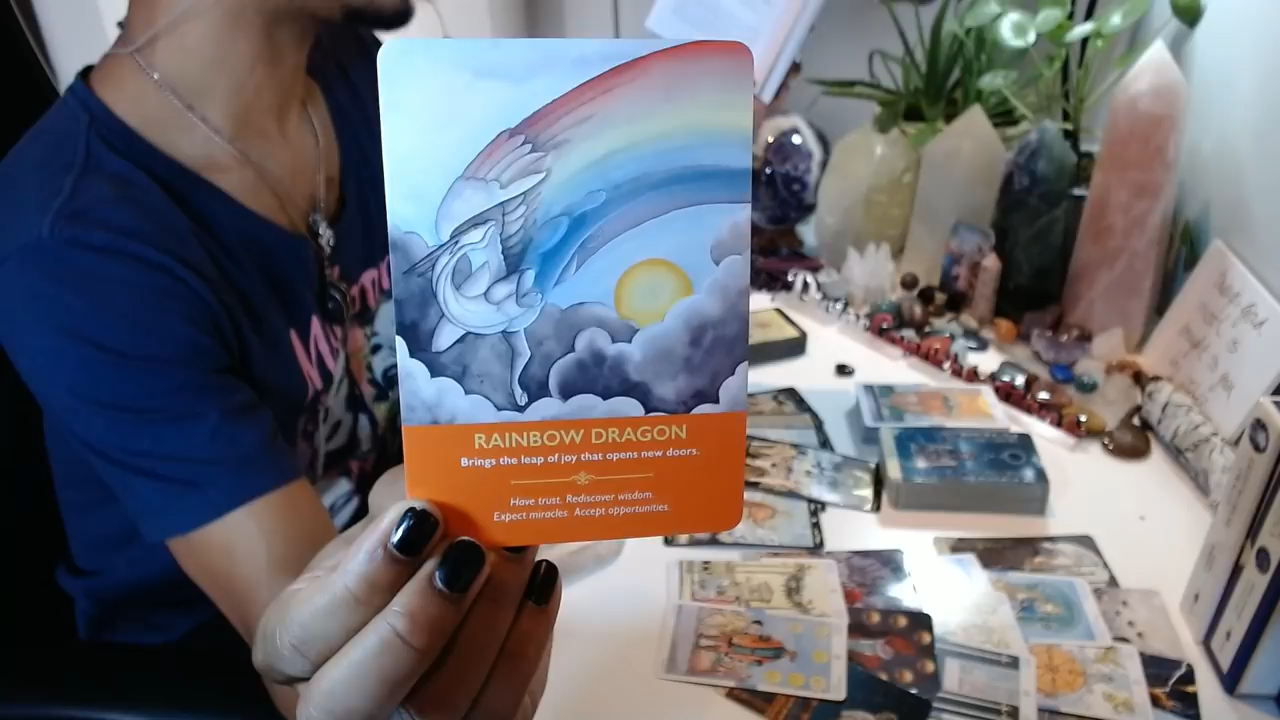 RAINBOW DRAGON
Brings the leap of joy that opens new doors.
Have trust. Rediscover wisdom.
Expect miracles. Accept opportunities.